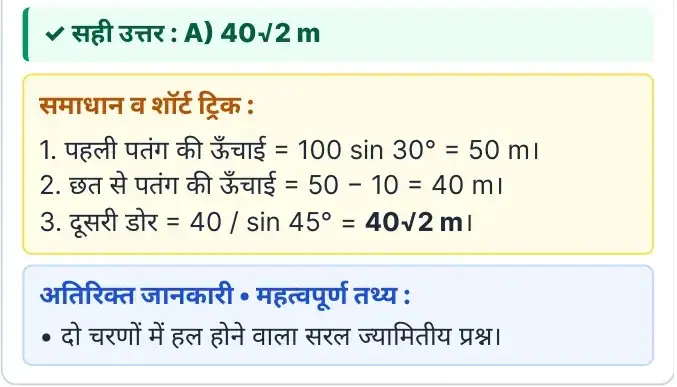 ✓ सही उत्तर : A) 40√2 m
समाधान व शॉर्ट ट्रिक :
1. पहली पतंग की ऊँचाई = 100 sin 30° = 50 m।
2. छत से पतंग की ऊँचाई = 50 − 10 = 40 m।
3. दूसरी डोर = 40 / sin 45° = 40√2 m।
अतिरिक्त जानकारी • महत्वपूर्ण तथ्य :
• दो चरणों में हल होने वाला सरल ज्यामितीय प्रश्न।